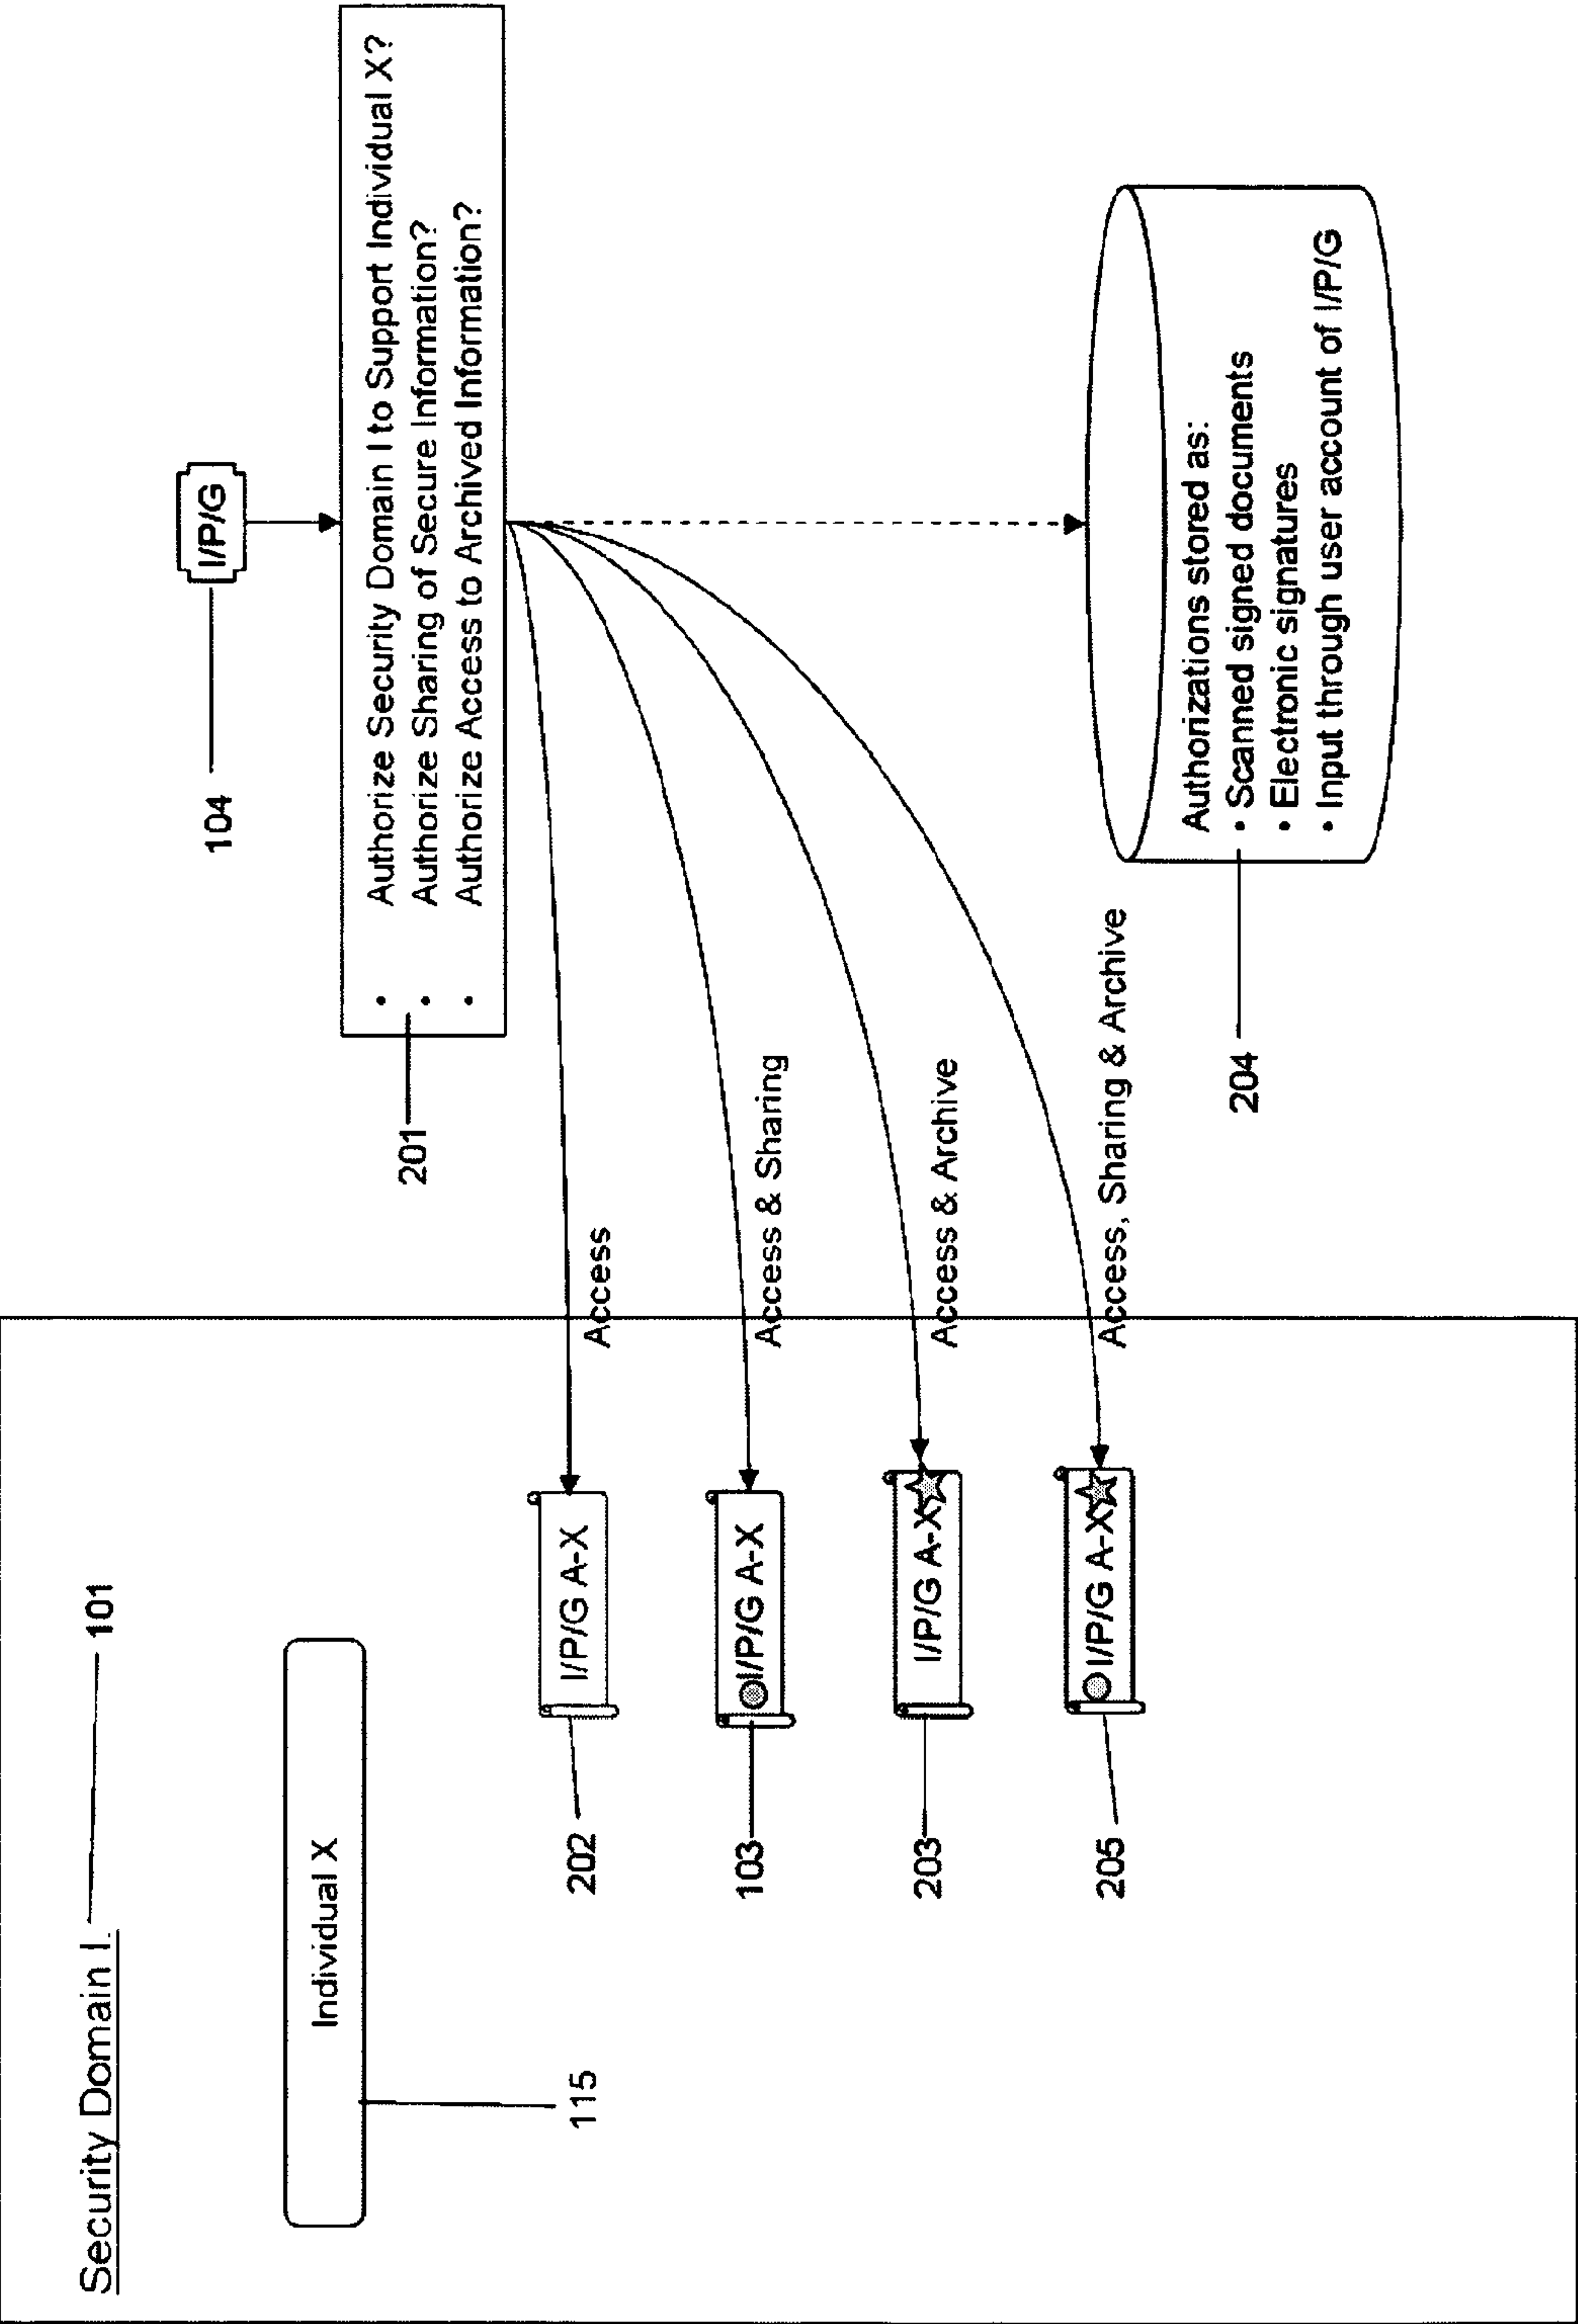 Security Domain I.
101
Individual X
115
I/P/G
104
• Authorize Security Domain I to Support Individual X?
• Authorize Sharing of Secure Information?
• Authorize Access to Archived Information?
201
Access
I/P/G A-X
202
Access & Sharing
I/P/G A-X
103
Access & Archive
I/P/G A-X
203
Access, Sharing & Archive
I/P/G A-X
205
Authorizations stored as:
• Scanned signed documents
• Electronic signatures
• Input through user account of I/P/G
204